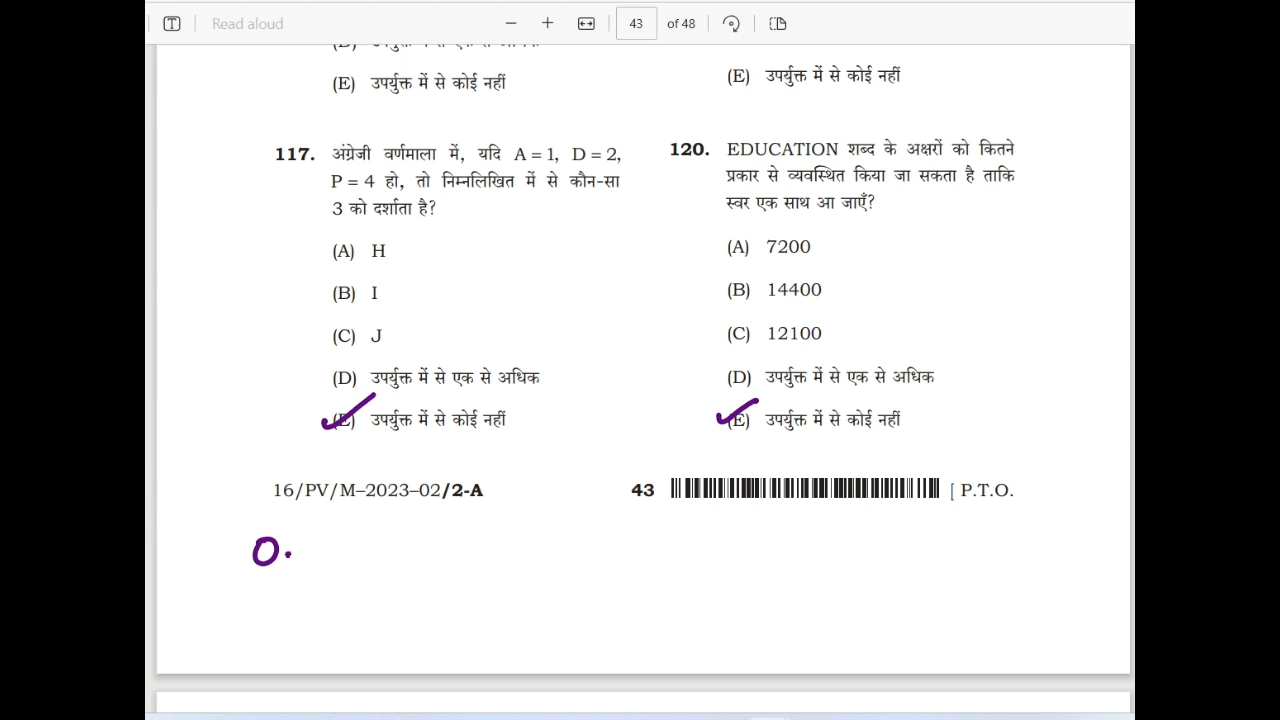 Read aloud
43 of 48
(E) उपर्युक्त में से कोई नहीं
117. अंग्रेजी वर्णमाला में, यदि A = 1, D = 2,
P = 4 हो, तो निम्नलिखित में से कौन-सा
3 को दर्शाता है?
(A) H
(B) I
(C) J
(D) उपर्युक्त में से एक से अधिक
(E) उपर्युक्त में से कोई नहीं
16/PV/M–2023–02/2-A
(E) उपर्युक्त में से कोई नहीं
120. EDUCATION शब्द के अक्षरों को कितने
प्रकार से व्यवस्थित किया जा सकता है ताकि
स्वर एक साथ आ जाएँ?
(A) 7200
(B) 14400
(C) 12100
(D) उपर्युक्त में से एक से अधिक
(E) उपर्युक्त में से कोई नहीं
43
[ P.T.O.
0.